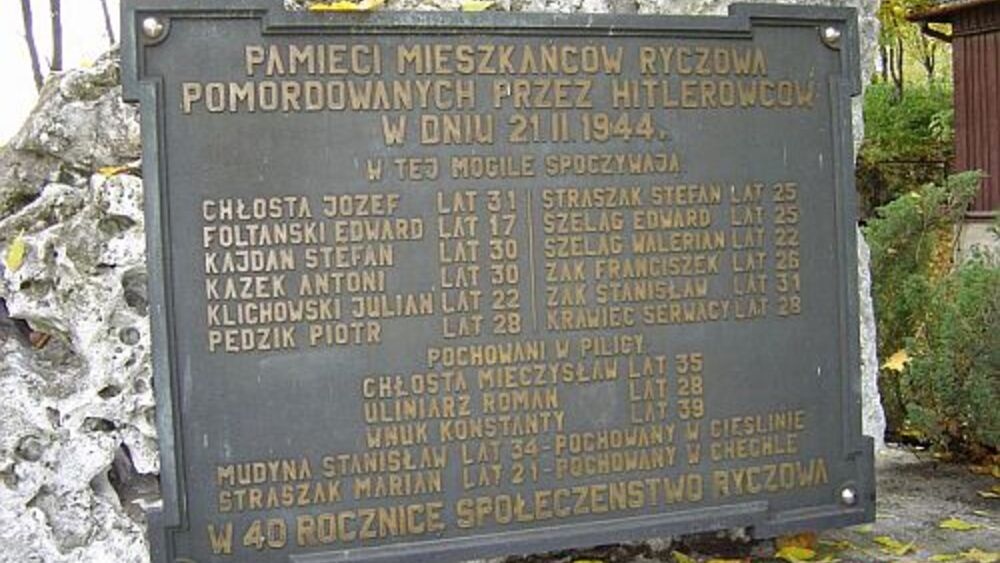 PAMIĘCI MIESZKAŃCÓW RYCZOWA
POMORDOWANYCH PRZEZ HITLEROWCÓW
W DNIU 21.II.1944.
W TEJ MOGILE SPOCZYWAJĄ
CHŁOSTA JÓZEF LAT 31
FOLTAŃSKI EDWARD LAT 17
KAJDAN STEFAN LAT 30
KAZEK ANTONI LAT 30
KLICHOWSKI JULIAN LAT 22
PĘDZIK PIOTR LAT 28
STRASZAK STEFAN LAT 25
SZELĄG EDWARD LAT 25
SZELĄG WALERIAN LAT 22
ŻAK FRANCISZEK LAT 26
ŻAK STANISŁAW LAT 31
KRAWIEC SERWACY LAT 28
POCHOWANI W PILICY
CHŁOSTA MIECZYSŁAW LAT 35
ULINIARZ ROMAN LAT 28
WNUK KONSTANTY LAT 39
MUDYNA STANISŁAW LAT 34 - POCHOWANY W CIEŚLINIE
STRASZAK MARIAN LAT 21 - POCHOWANY W CHECHLE
W 40 ROCZNICĘ SPOŁECZEŃSTWO RYCZOWA